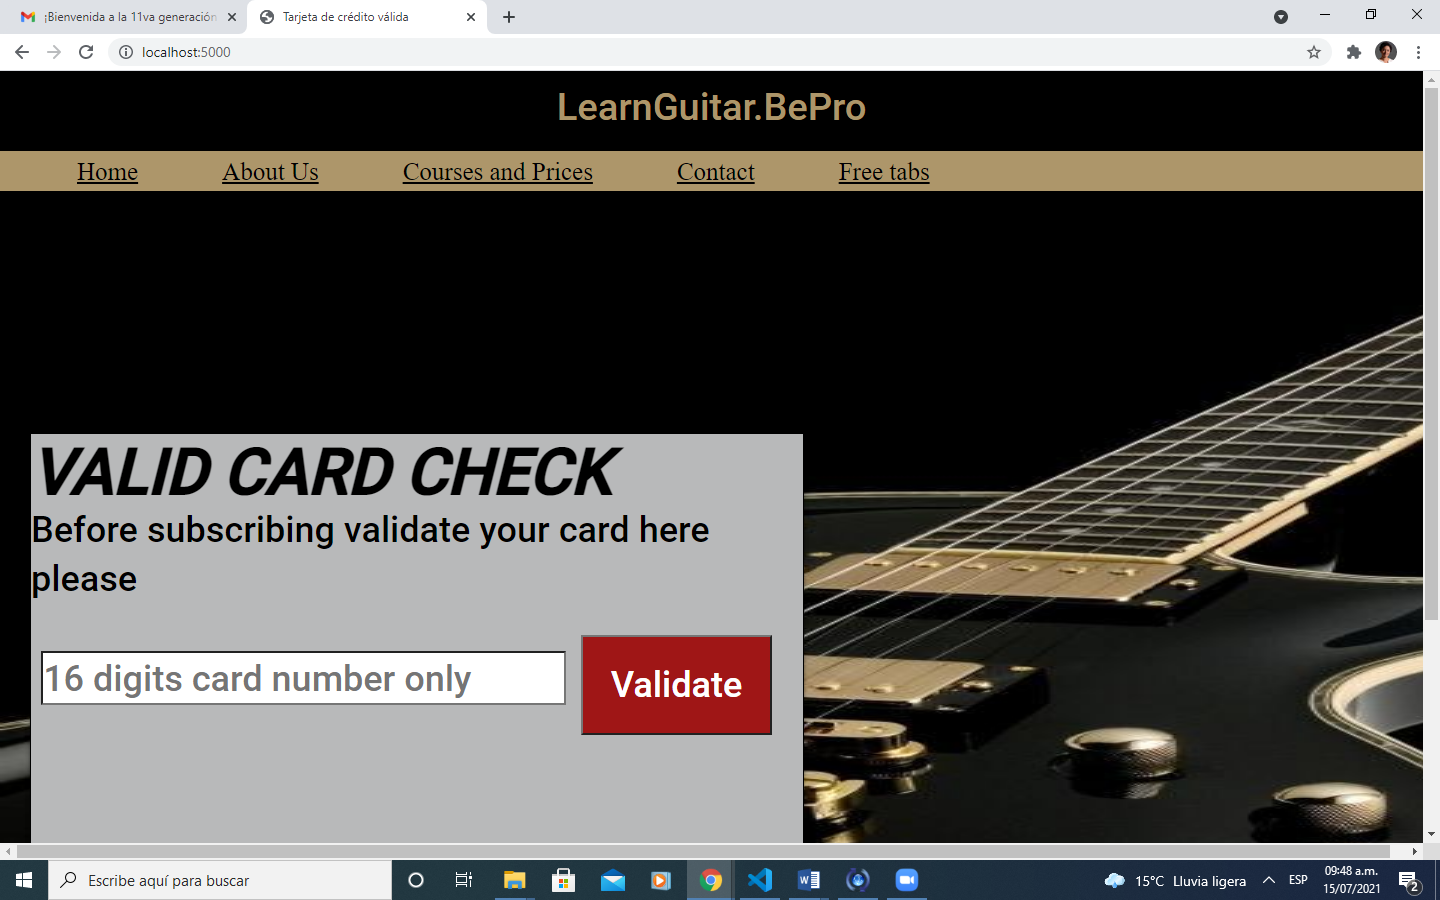 ¡Bienvenida a la 11va generación
Tarjeta de crédito válida
localhost:5000
LearnGuitar.BePro
Home About Us Courses and Prices Contact Free tabs
VALID CARD CHECK
Before subscribing validate your card here
please
16 digits card number only
Validate
Escribe aquí para buscar
15°C Lluvia ligera
ESP
09:48 a.m.
15/07/2021
2